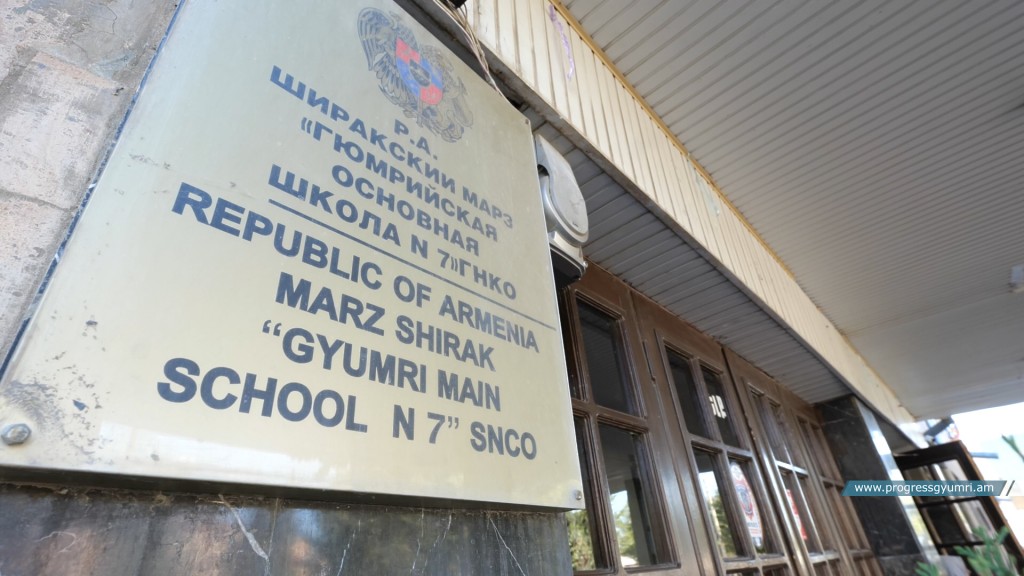 Р.А.
ШИРАКСКИЙ МАРЗ
«ГЮМРИЙСКАЯ
ОСНОВНАЯ
ШКОЛА N 7»ГНКО
REPUBLIC OF ARMENIA
MARZ SHIRAK
“GYUMRI MAIN
SCHOOL N 7” SNCO
www.progressgyumri.am